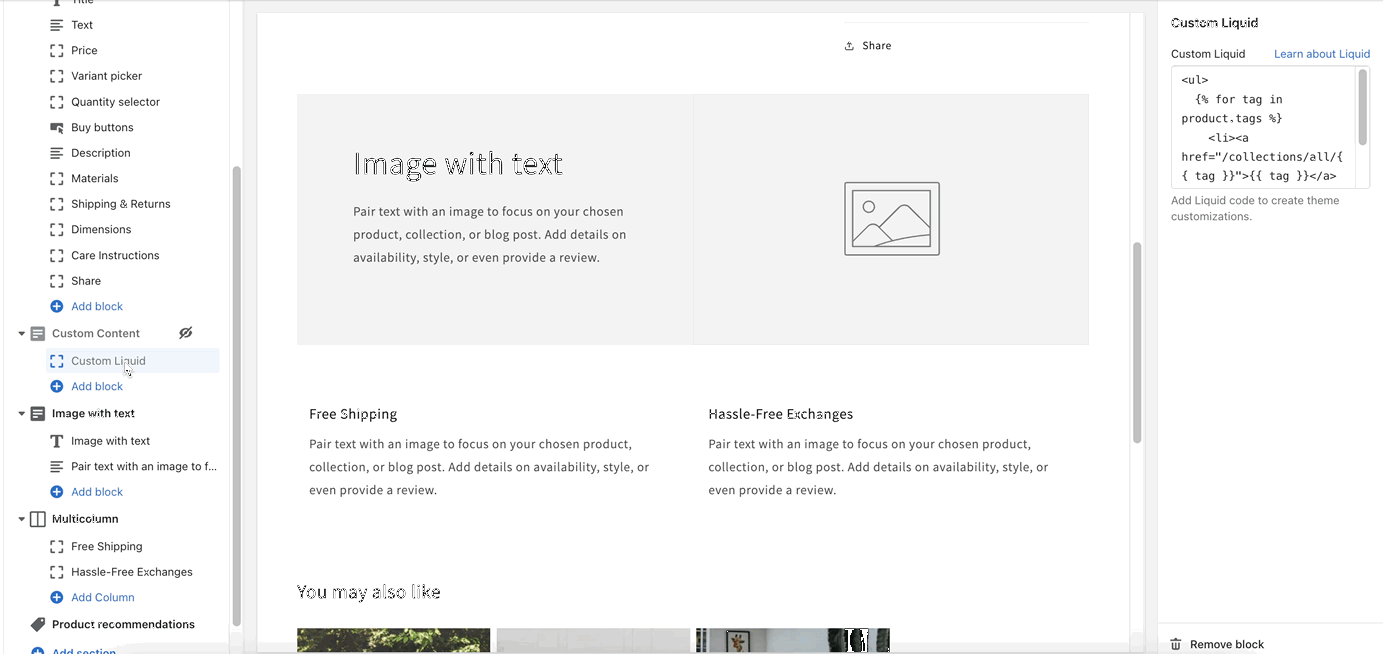 Title
Text
Price
Variant picker
Quantity selector
Buy buttons
Description
Materials
Shipping & Returns
Dimensions
Care Instructions
Share
Add block
Custom Content
Custom Liquid
Add block
Image with text
Image with text
Pair text with an image to f...
Add block
Multicolumn
Free Shipping
Hassle-Free Exchanges
Add Column
Product recommendations
Add section
Share
Image with text
Pair text with an image to focus on your chosen
product, collection, or blog post. Add details on
availability, style, or even provide a review.
Free Shipping
Pair text with an image to focus on your chosen product,
collection, or blog post. Add details on availability, style, or
even provide a review.
Hassle-Free Exchanges
Pair text with an image to focus on your chosen product,
collection, or blog post. Add details on availability, style, or
even provide a review.
You may also like
Custom Liquid
Custom Liquid Learn about Liquid
<ul>
{% for tag in
product.tags %}
<li><a
href="/collections/all/{
{ tag }}">{{ tag }}</a>
Add Liquid code to create theme
customizations.
Remove block